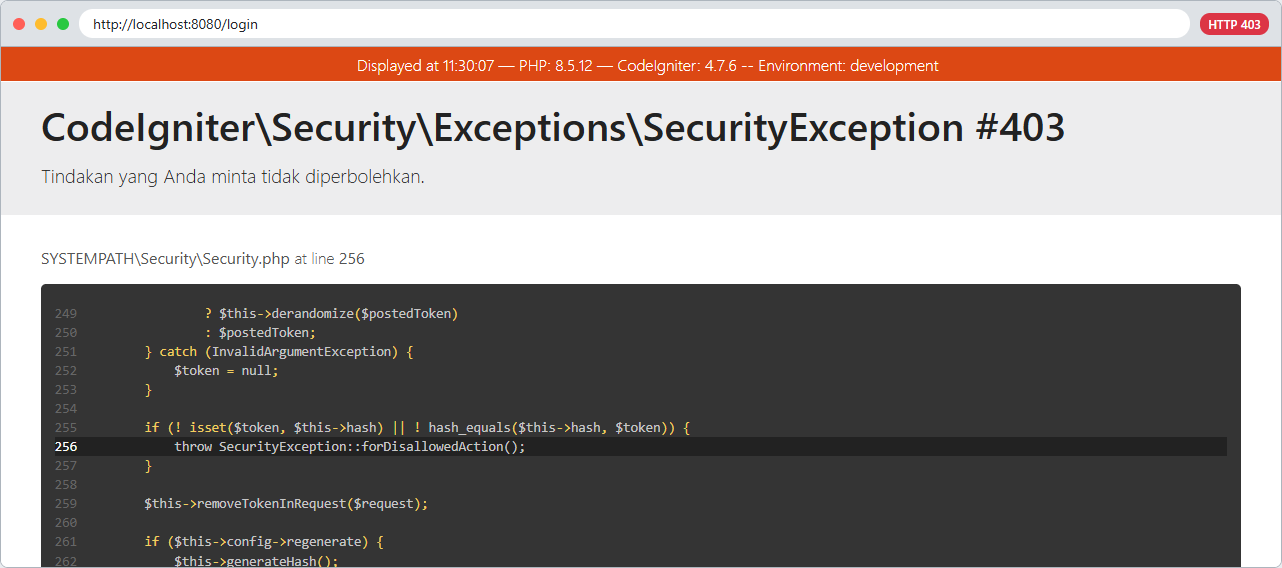 http://localhost:8080/login
HTTP 403
Displayed at 11:30:07 — PHP: 8.5.12 — CodeIgniter: 4.7.6 -- Environment: development
CodeIgniter\Security\Exceptions\SecurityException #403
Tindakan yang Anda minta tidak diperbolehkan.
SYSTEMPATH\Security\Security.php at line 256
249 ? $this->derandomize($postedToken)
250 : $postedToken;
251 } catch (InvalidArgumentException) {
252 $token = null;
253 }
254
255 if (! isset($token, $this->hash) || ! hash_equals($this->hash, $token)) {
256 throw SecurityException::forDisallowedAction();
257 }
258
259 $this->removeTokenInRequest($request);
260
261 if ($this->config->regenerate) {
262 $this->generateHash();